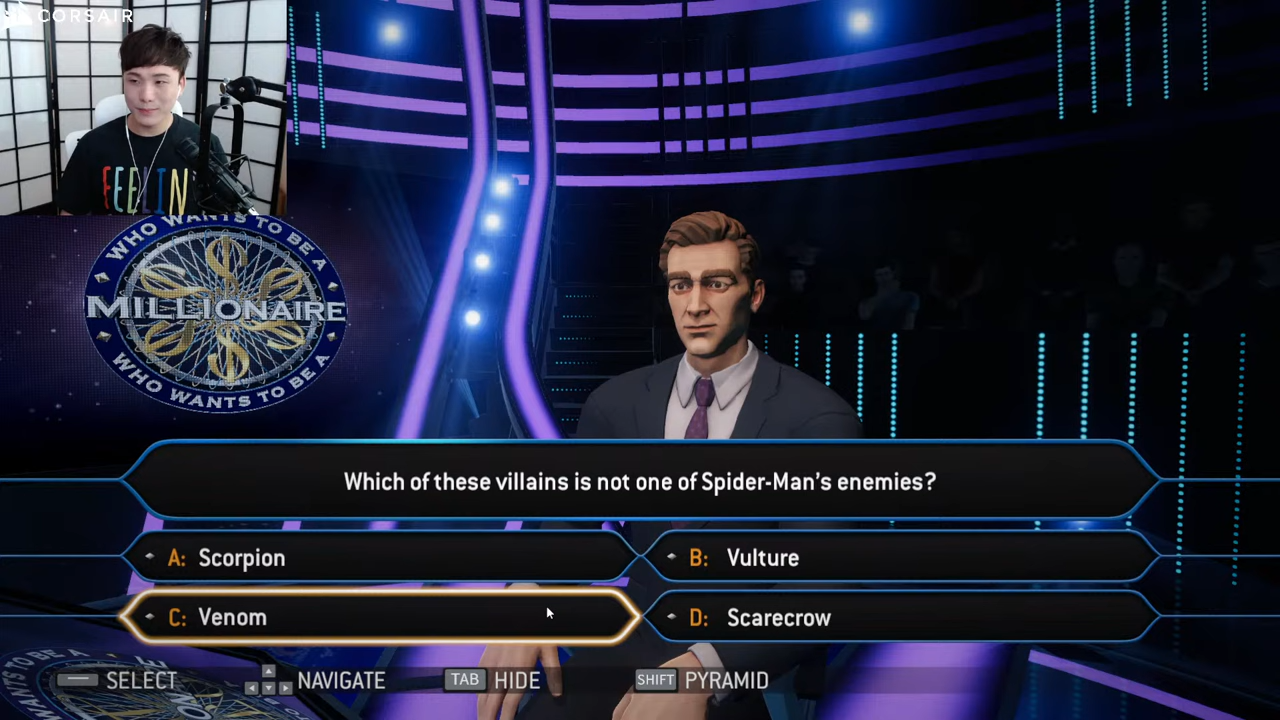 CORSAIR
FEELIN
WHO WANTS TO BE A
MILLIONAIRE
WHO WANTS TO BE A
Which of these villains is not one of Spider-Man's enemies?
A: Scorpion
B: Vulture
C: Venom
D: Scarecrow
SELECT
NAVIGATE
TAB HIDE
SHIFT PYRAMID